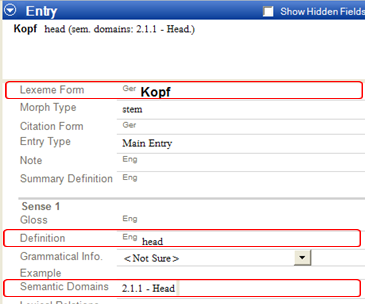 Entry Show Hidden Fields
Kopf head (sem. domains: 2.1.1 - Head.)
Lexeme Form Ger Kopf
Morph Type stem
Citation Form Ger
Entry Type Main Entry
Note Eng
Summary Definition Eng
Sense 1
Gloss Eng
Definition Eng head
Grammatical Info. <Not Sure>
Example
Semantic Domains 2.1.1 - Head
Lexical Relations